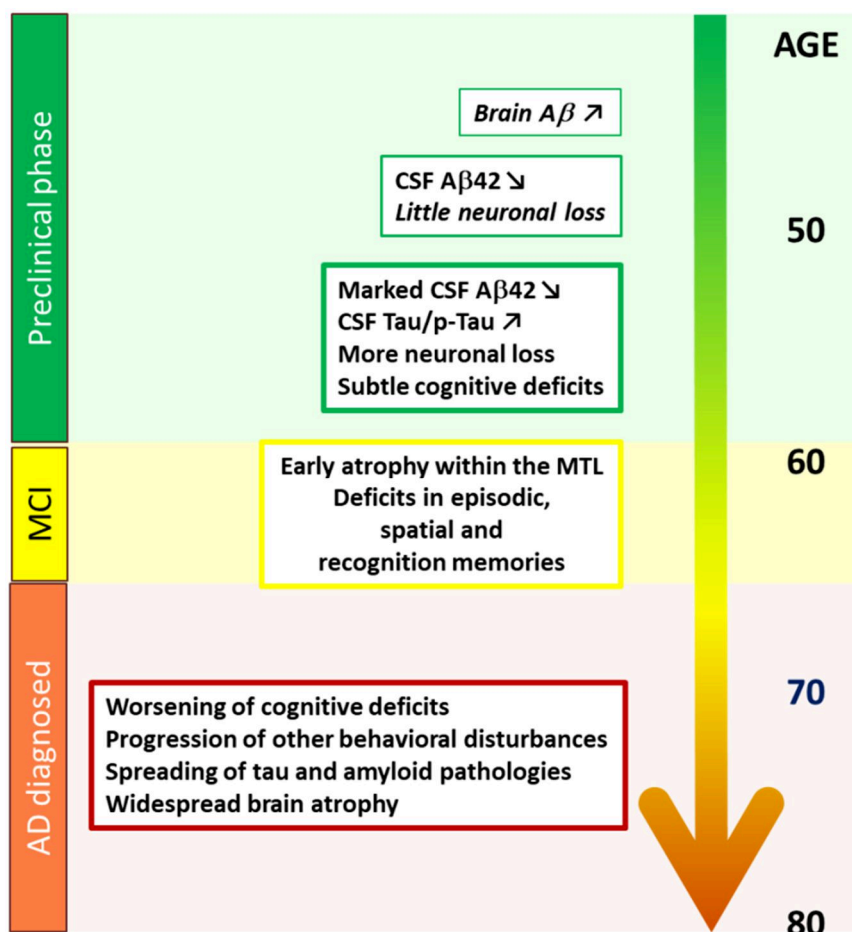 AGE
Preclinical phase
Brain Aβ ↗
CSF Aβ42 ↘
Little neuronal loss
50
Marked CSF Aβ42 ↘
CSF Tau/p-Tau ↗
More neuronal loss
Subtle cognitive deficits
MCI
Early atrophy within the MTL
Deficits in episodic,
spatial and
recognition memories
60
AD diagnosed
70
Worsening of cognitive deficits
Progression of other behavioral disturbances
Spreading of tau and amyloid pathologies
Widespread brain atrophy
80